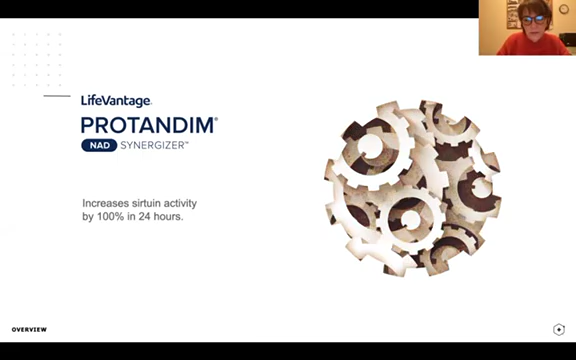 LifeVantage®
PROTANDIM®
NAD SYNERGIZER™
Increases sirtuin activity
by 100% in 24 hours.
OVERVIEW